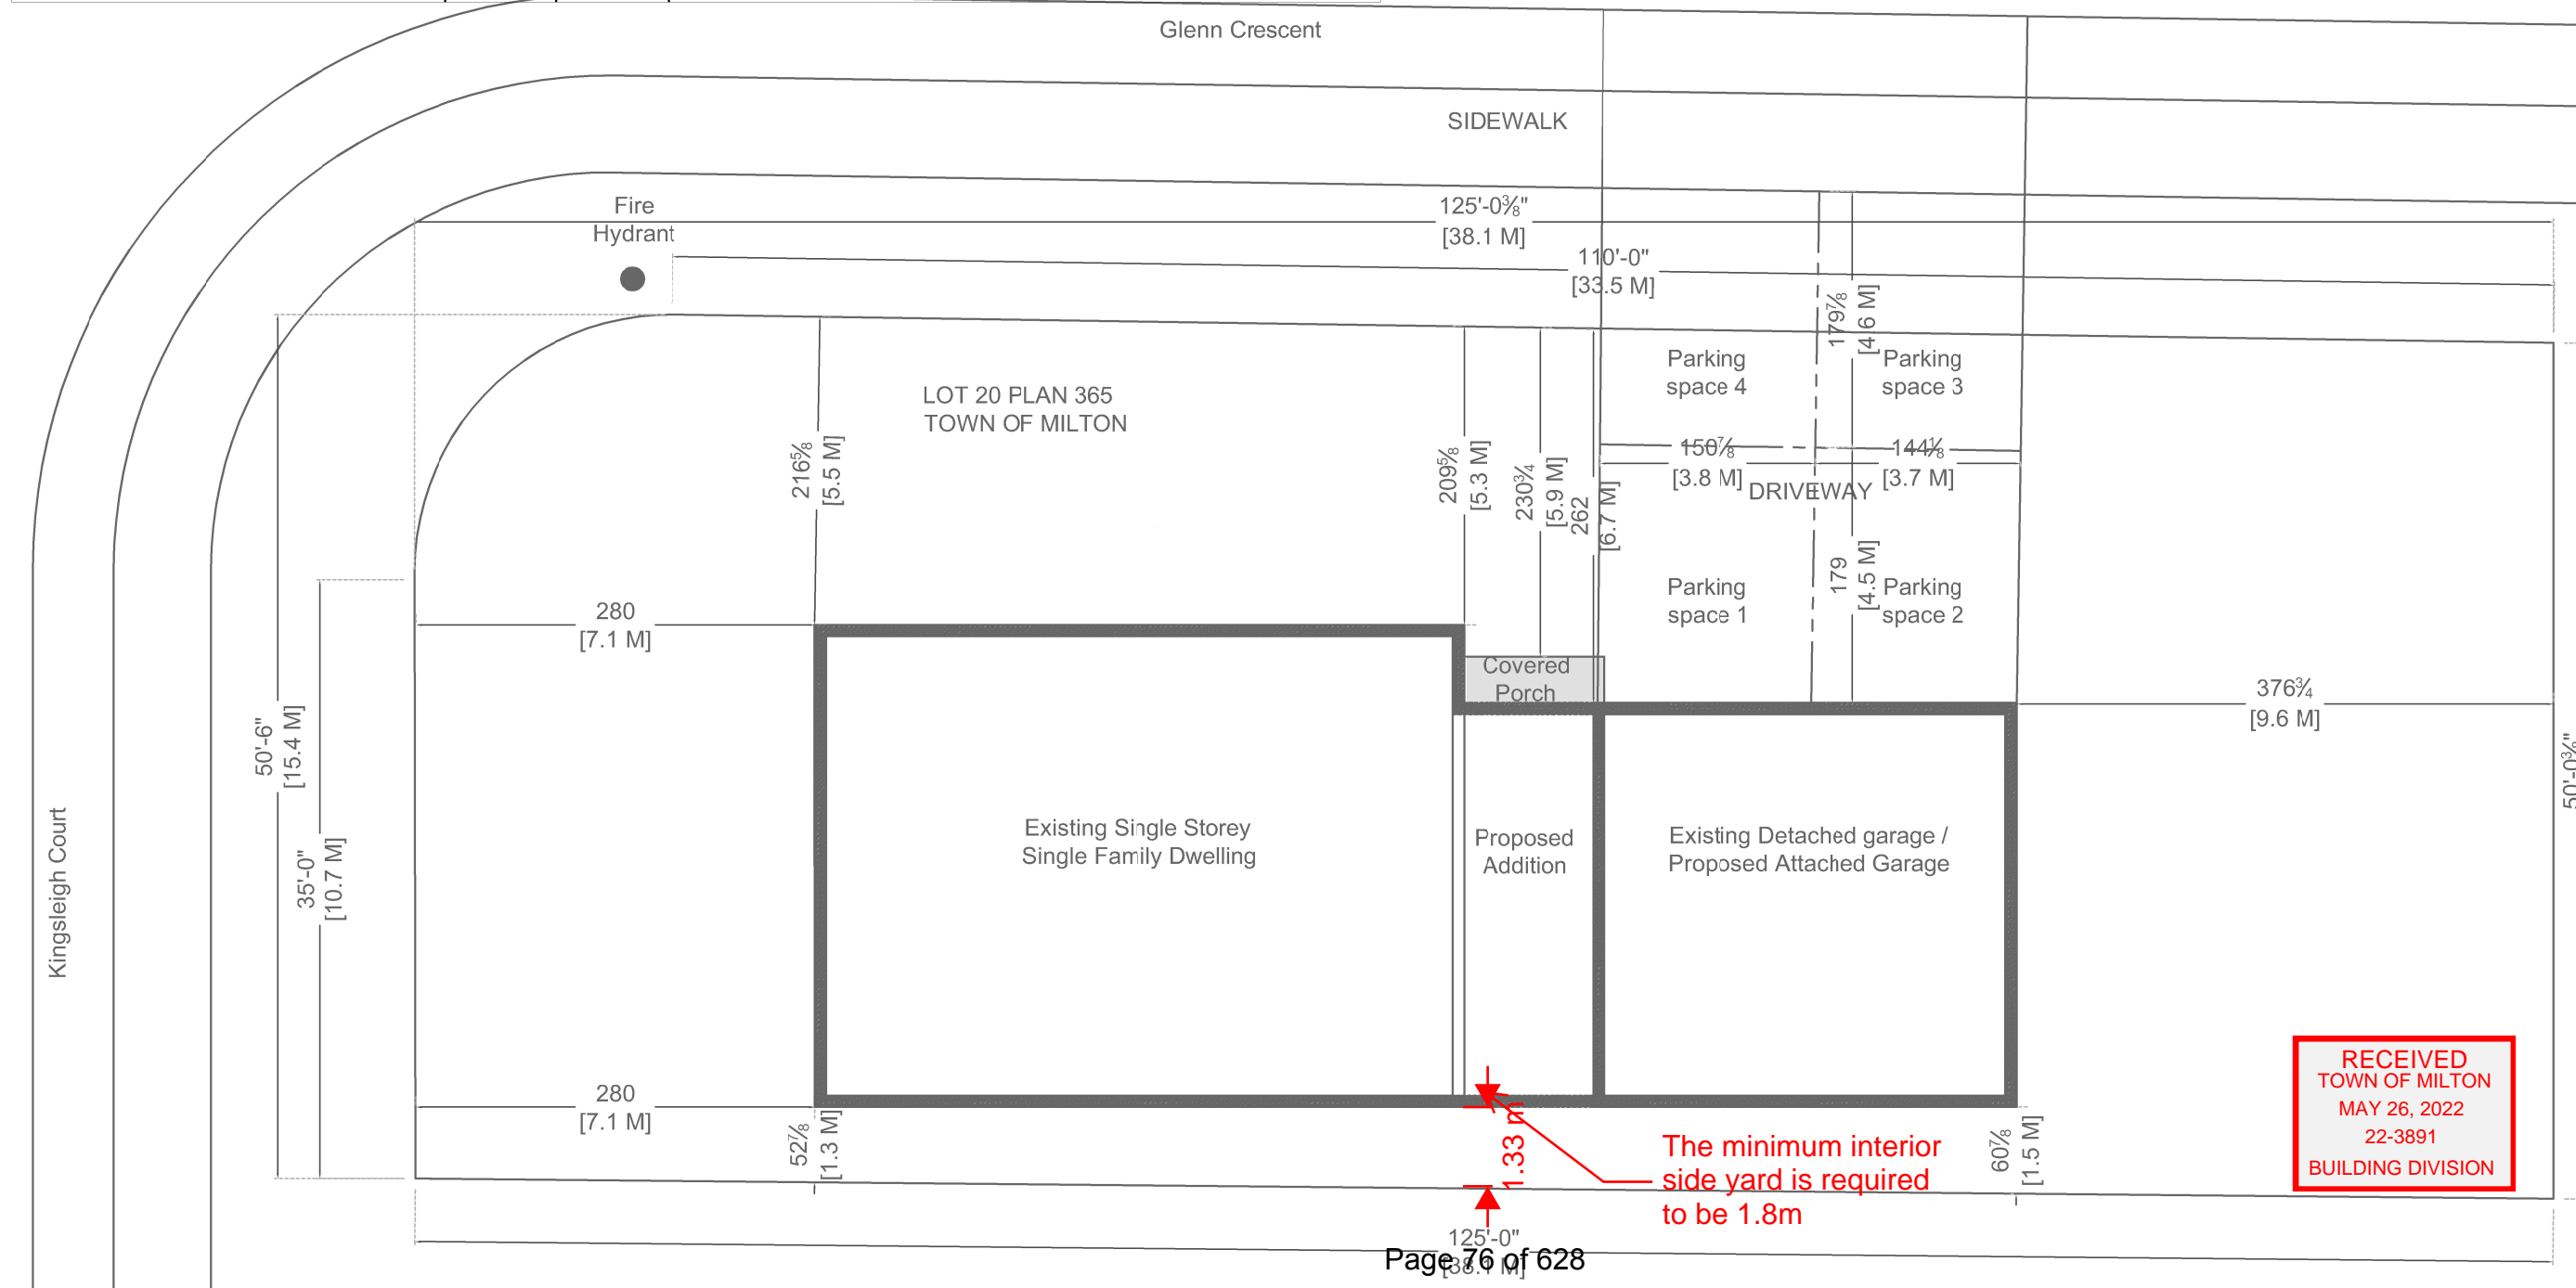 Glenn Crescent
SIDEWALK
Fire
Hydrant
125'-0⅜"
[38.1 M]
110'-0"
[33.5 M]
179⅞
[4.6 M]
Parking
space 4
Parking
space 3
LOT 20 PLAN 365
TOWN OF MILTON
216⅝
[5.5 M]
209⅝
[5.3 M]
230¾
[5.9 M]
262
[6.7 M]
150⅞
[3.8 M]
144⅛
[3.7 M]
DRIVEWAY
179
[4.5 M]
Parking
space 1
Parking
space 2
280
[7.1 M]
Covered
Porch
376¾
[9.6 M]
50'-6"
[15.4 M]
35'-0"
[10.7 M]
50'-0¾"
Kingsleigh Court
Existing Single Storey
Single Family Dwelling
Proposed
Addition
Existing Detached garage /
Proposed Attached Garage
280
[7.1 M]
52⅞
[1.3 M]
1.33 m
The minimum interior
side yard is required
to be 1.8m
60⅞
[1.5 M]
RECEIVED
TOWN OF MILTON
MAY 26, 2022
22-3891
BUILDING DIVISION
125'-0"
[38.1 M]
Page 76 of 628